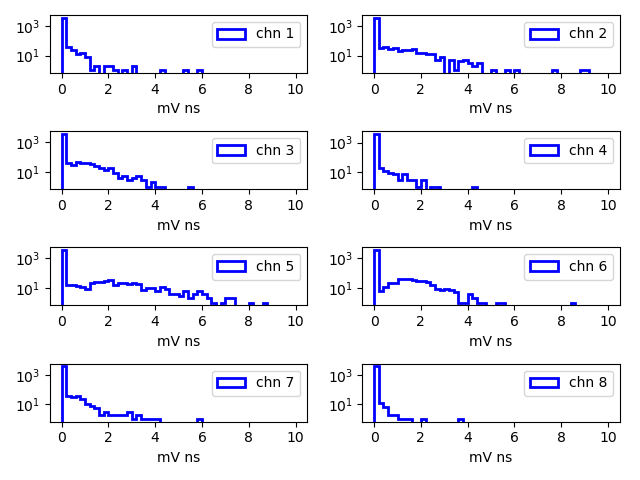 10³ 10¹ chn 1 0 2 4 6 8 10 mV ns
10³ 10¹ chn 2 0 2 4 6 8 10 mV ns
10³ 10¹ chn 3 0 2 4 6 8 10 mV ns
10³ 10¹ chn 4 0 2 4 6 8 10 mV ns
10³ 10¹ chn 5 0 2 4 6 8 10 mV ns
10³ 10¹ chn 6 0 2 4 6 8 10 mV ns
10³ 10¹ chn 7 0 2 4 6 8 10 mV ns
10³ 10¹ chn 8 0 2 4 6 8 10 mV ns